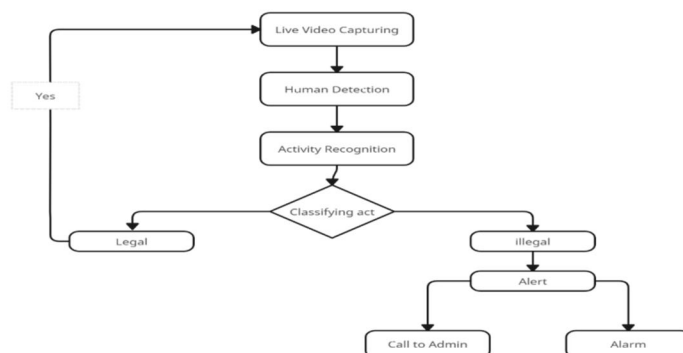 Live Video Capturing
Yes
Human Detection
Activity Recognition
Classifying act
Legal
illegal
Alert
Call to Admin
Alarm